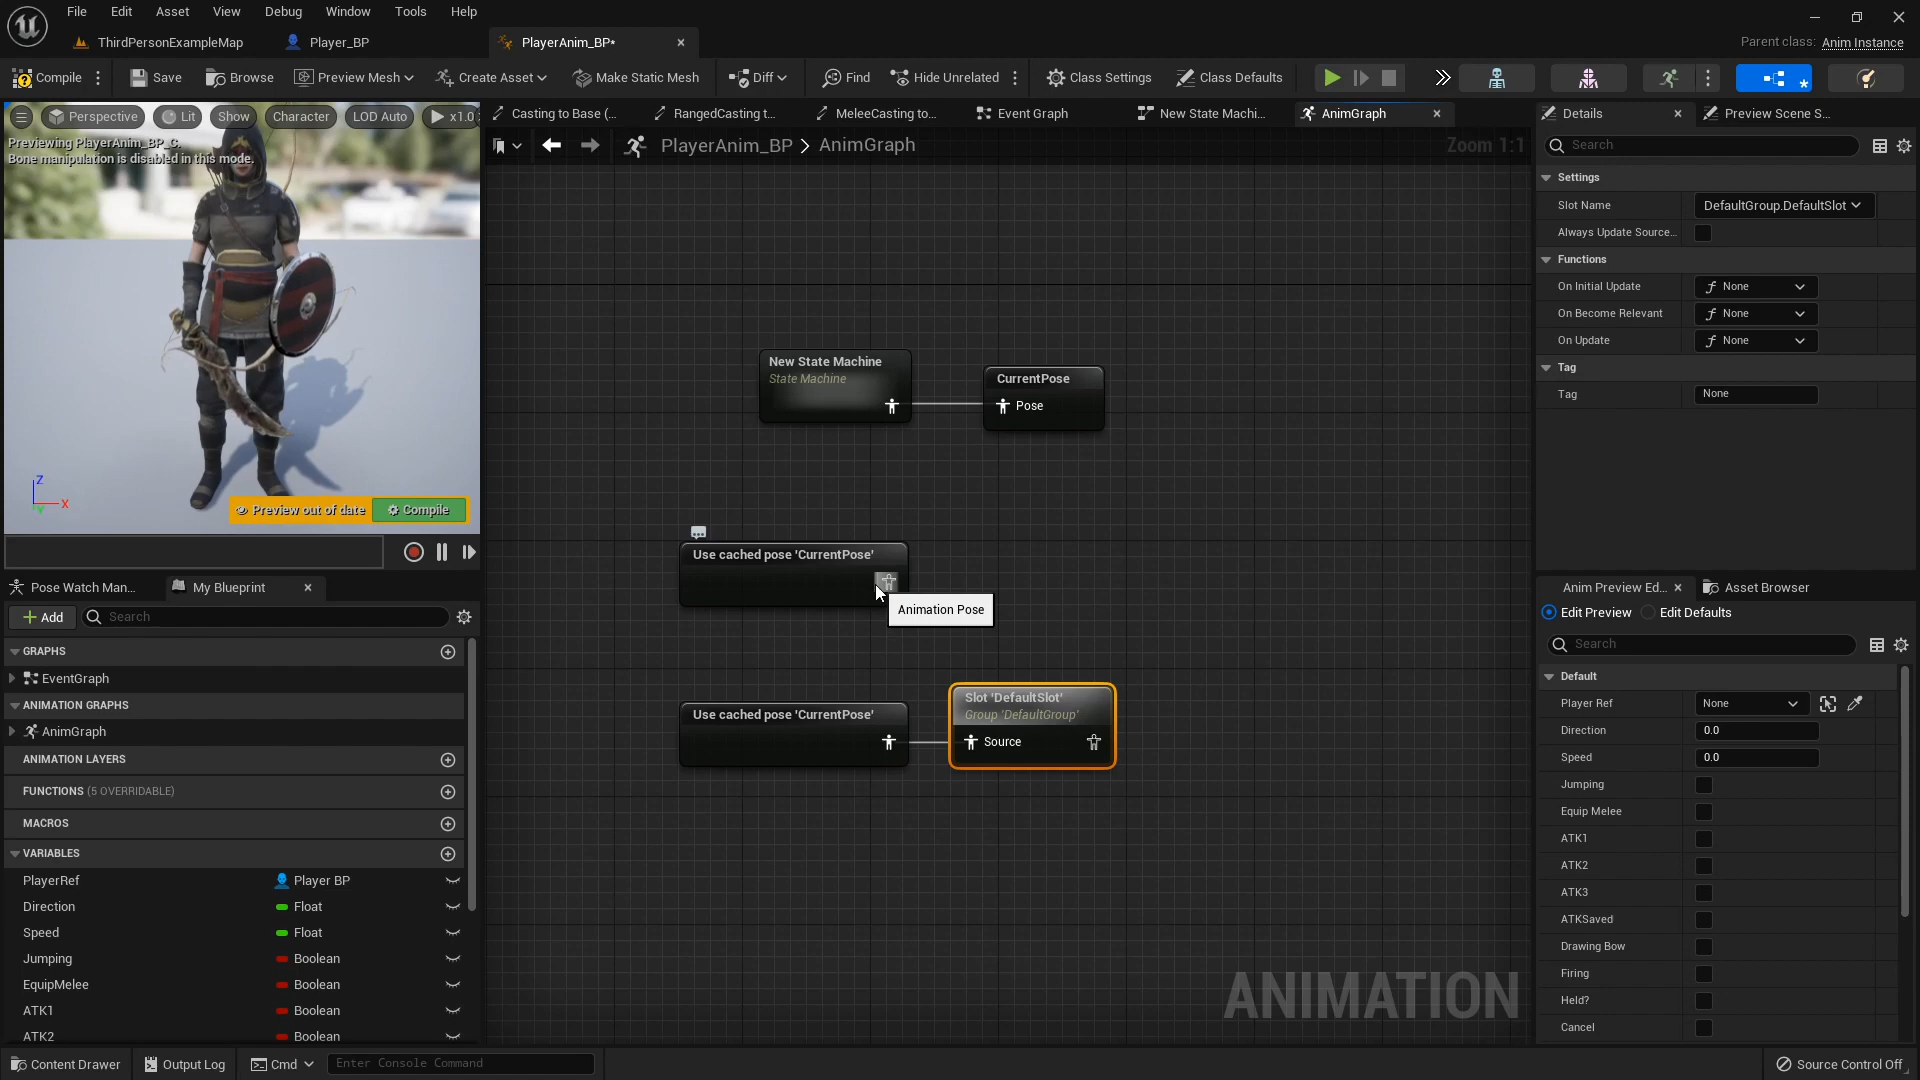 File Edit Asset View Debug Window Tools Help
ThirdPersonExampleMap Player_BP PlayerAnim_BP* Parent class: Anim Instance
Compile Save Browse Preview Mesh Create Asset Make Static Mesh Diff Find Hide Unrelated Class Settings Class Defaults
Perspective Lit Show Character LOD Auto x1.0
Previewing PlayerAnim_BP_C.
Bone manipulation is disabled in this mode.
Z
X
Y
Preview out of date Compile
Casting to Base (... RangedCasting t... MeleeCasting to... Event Graph New State Machi... AnimGraph
PlayerAnim_BP > AnimGraph Zoom 1:1
New State Machine
State Machine
CurrentPose
Pose
Use cached pose 'CurrentPose'
Animation Pose
Use cached pose 'CurrentPose'
Slot 'DefaultSlot'
Group 'DefaultGroup'
Source
ANIMATION
Pose Watch Man... My Blueprint
Add Search
GRAPHS
EventGraph
ANIMATION GRAPHS
AnimGraph
ANIMATION LAYERS
FUNCTIONS (5 OVERRIDABLE)
MACROS
VARIABLES
PlayerRef Player BP
Direction Float
Speed Float
Jumping Boolean
EquipMelee Boolean
ATK1 Boolean
ATK2 Boolean
Details Preview Scene S...
Search
Settings
Slot Name DefaultGroup.DefaultSlot
Always Update Source...
Functions
On Initial Update None
On Become Relevant None
On Update None
Tag
Tag None
Anim Preview Ed... Asset Browser
Edit Preview Edit Defaults
Search
Default
Player Ref None
Direction 0.0
Speed 0.0
Jumping
Equip Melee
ATK1
ATK2
ATK3
ATKSaved
Drawing Bow
Firing
Held?
Cancel
Content Drawer Output Log Cmd Enter Console Command Source Control Off